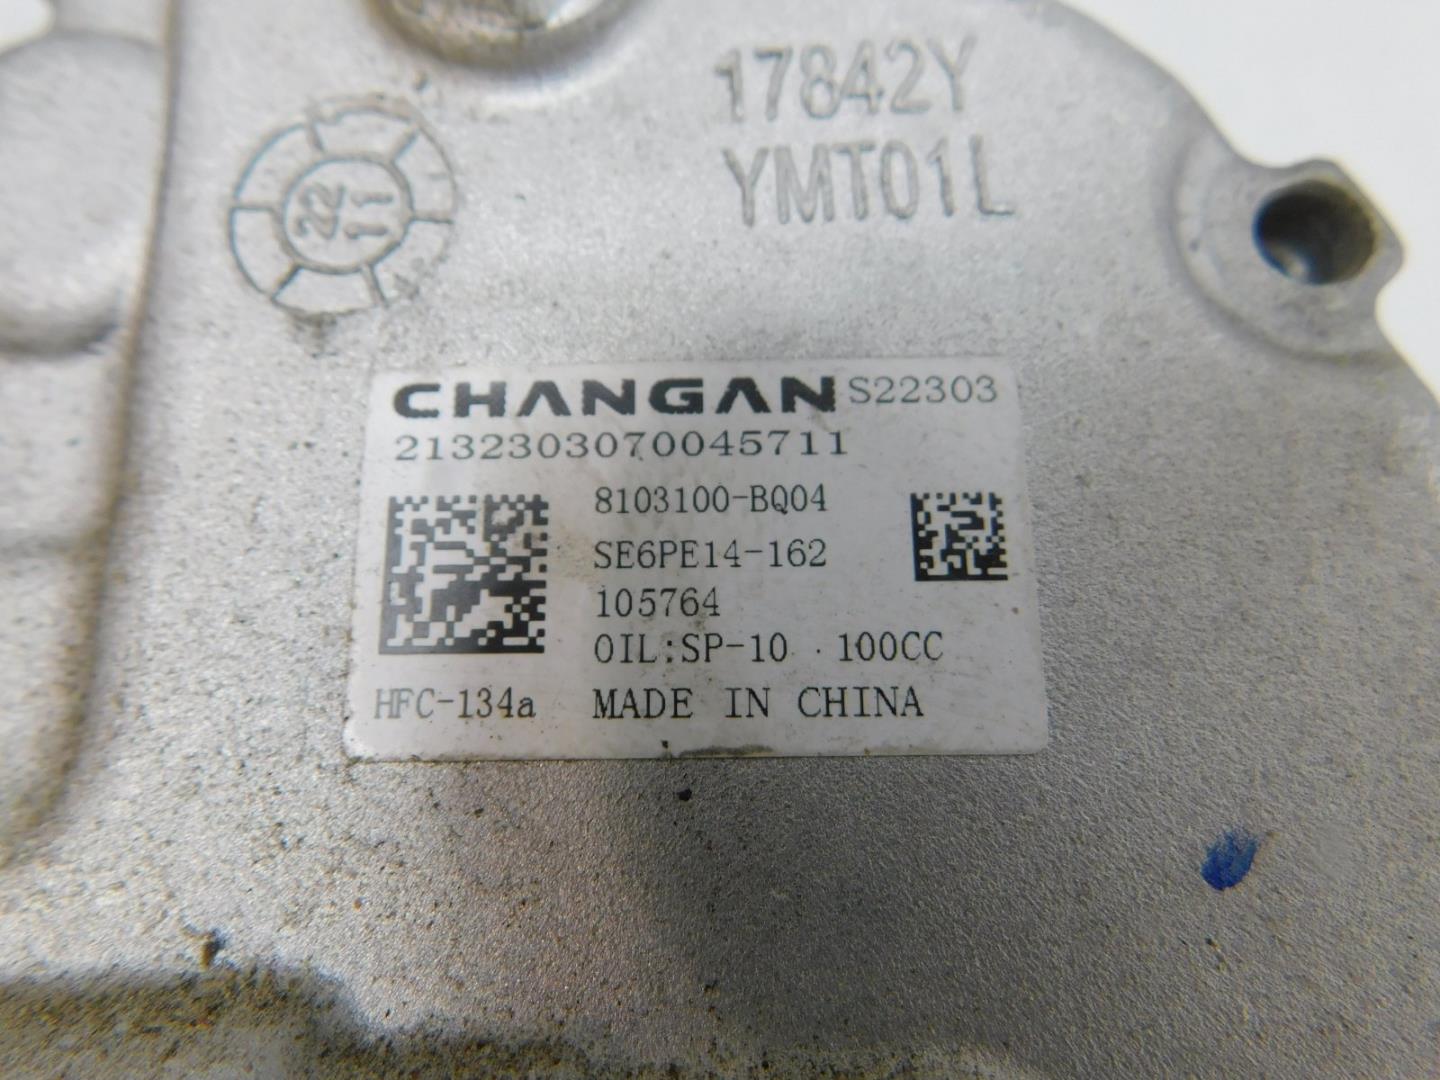 17842Y
YMT01L
22
11
CHANGAN S22303
2132303070045711
8103100-BQ04
SE6PE14-162
105764
OIL:SP-10 100CC
HFC-134a MADE IN CHINA